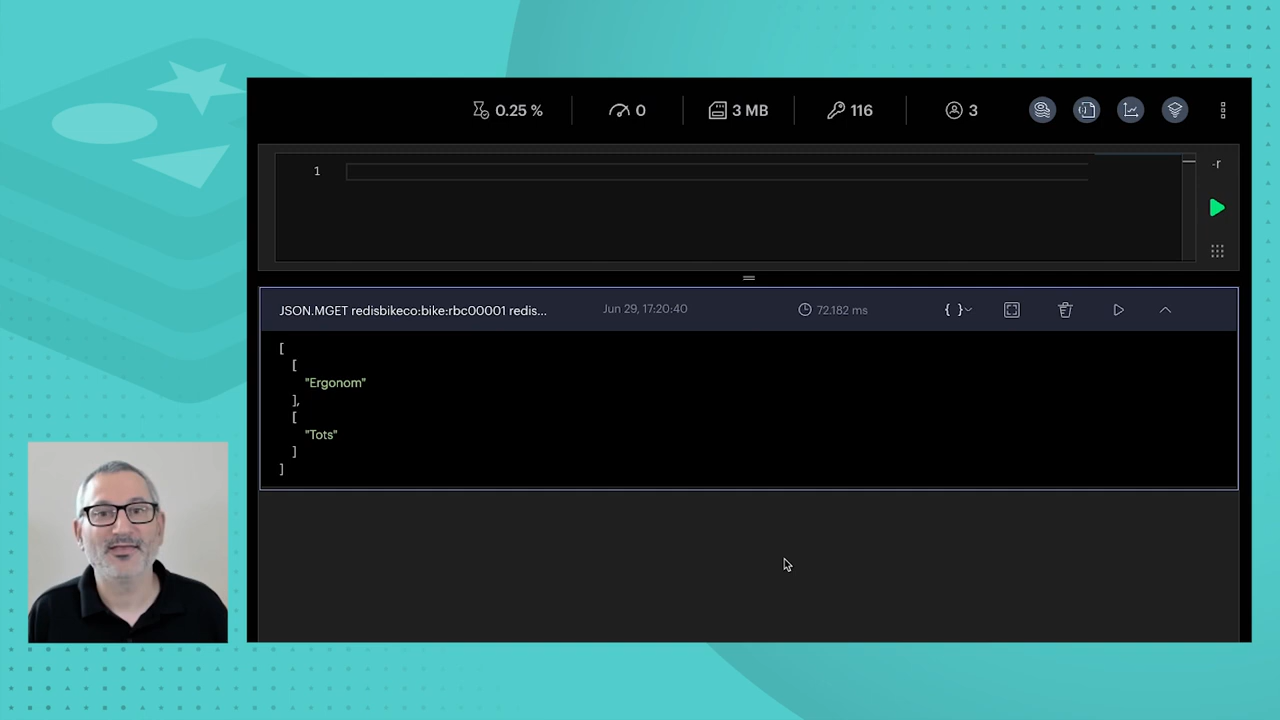 0.25 %
0
3 MB
116
3
1
-r
JSON.MGET redisbikeco:bike:rbc00001 redis...
Jun 29, 17:20:40
72.182 ms
{ }
[
[
"Ergonom"
],
[
"Tots"
]
]